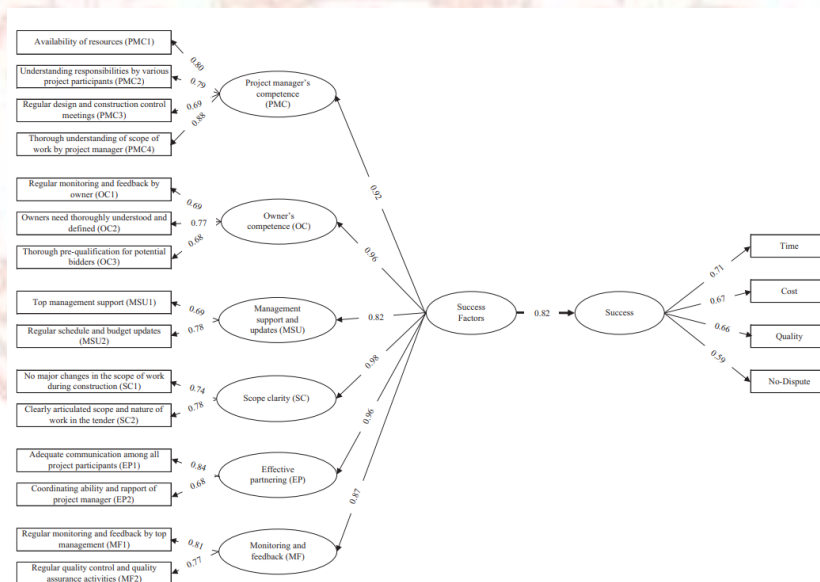 Availability of resources (PMC1)
Understanding responsibilities by various
project participants (PMC2)
Regular design and construction control
meetings (PMC3)
Thorough understanding of scope of
work by project manager (PMC4)
0.80
0.79
0.69
0.88
Project manager's
competence
(PMC)
Regular monitoring and feedback by
owner (OC1)
Owners need thoroughly understood and
defined (OC2)
Thorough pre-qualification for potential
bidders (OC3)
0.69
0.77
0.68
Owner's
competence (OC)
Top management support (MSU1)
Regular schedule and budget updates
(MSU2)
0.69
0.78
Management
support and
updates (MSU)
No major changes in the scope of work
during construction (SC1)
Clearly articulated scope and nature of
work in the tender (SC2)
0.74
0.78
Scope clarity (SC)
Adequate communication among all
project participants (EP1)
Coordinating ability and rapport of
project manager (EP2)
0.84
0.68
Effective
partnering (EP)
Regular monitoring and feedback by top
management (MF1)
Regular quality control and quality
assurance activities (MF2)
0.81
0.77
Monitoring and
feedback (MF)
0.92
0.96
0.82
0.98
0.96
0.87
Success
Factors
0.82
Success
0.71
0.67
0.66
0.59
Time
Cost
Quality
No-Dispute